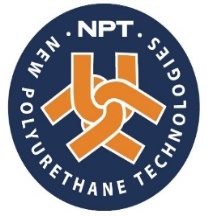 · NPT ·
NEW POLYURETHANE TECHNOLOGIES